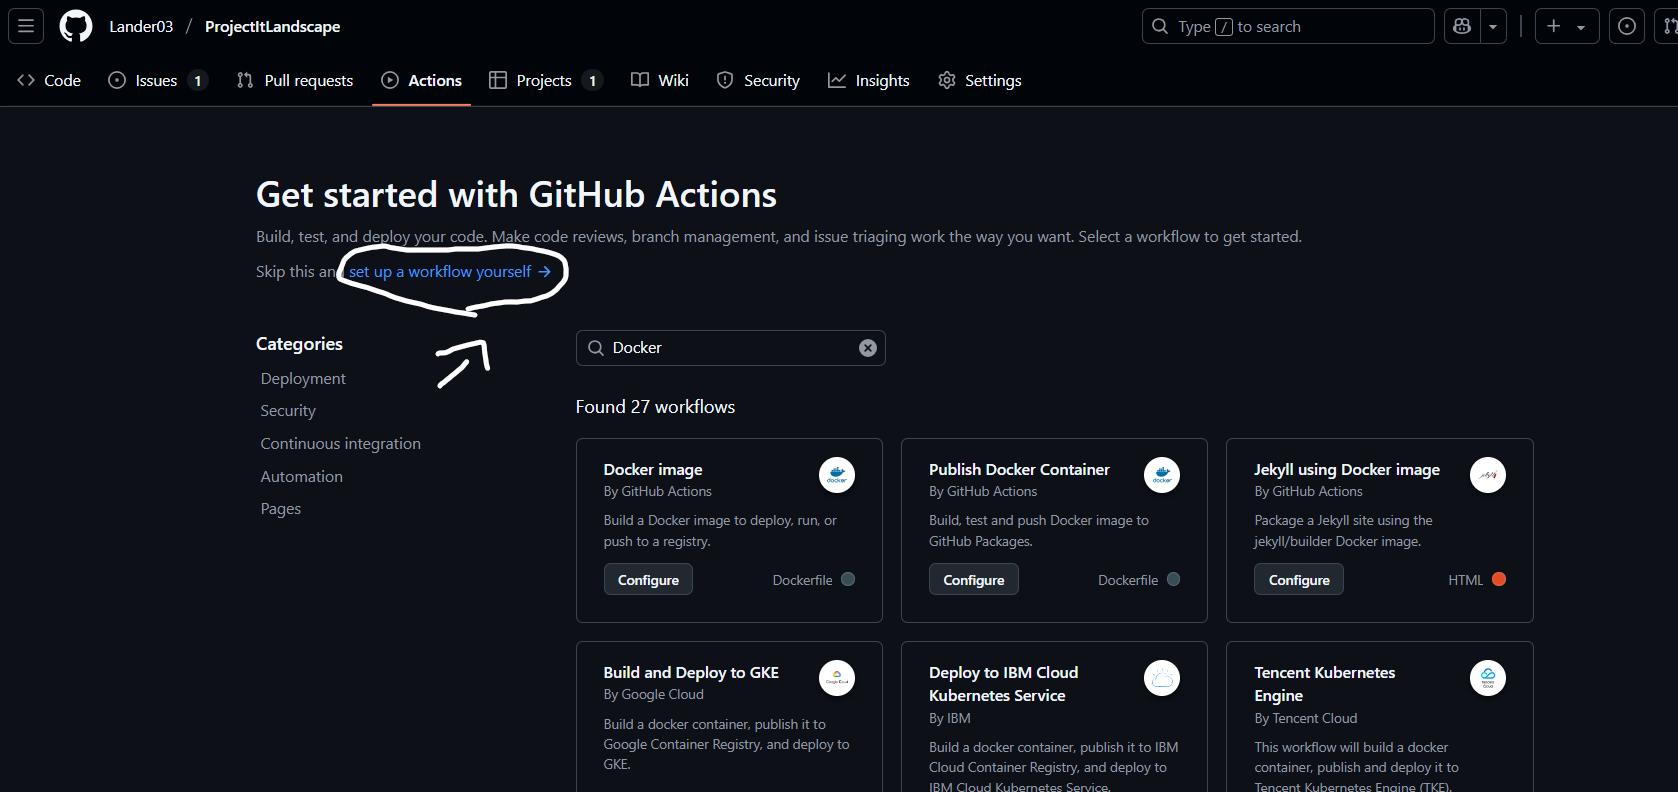 Lander03 / ProjectItLandscape
Type / to search
Code
Issues 1
Pull requests
Actions
Projects 1
Wiki
Security
Insights
Settings
Get started with GitHub Actions
Build, test, and deploy your code. Make code reviews, branch management, and issue triaging work the way you want. Select a workflow to get started.
Skip this an set up a workflow yourself →
Categories
Deployment
Security
Continuous integration
Automation
Pages
Docker
Found 27 workflows
Docker image
By GitHub Actions
Build a Docker image to deploy, run, or
push to a registry.
Configure
Dockerfile
Publish Docker Container
By GitHub Actions
Build, test and push Docker image to
GitHub Packages.
Configure
Dockerfile
Jekyll using Docker image
By GitHub Actions
Package a Jekyll site using the
jekyll/builder Docker image.
Configure
HTML
Build and Deploy to GKE
By Google Cloud
Build a docker container, publish it to
Google Container Registry, and deploy to
GKE.
Deploy to IBM Cloud
Kubernetes Service
By IBM
Build a docker container, publish it to IBM
Cloud Container Registry, and deploy to
IBM Cloud Kubernetes Service.
Tencent Kubernetes
Engine
By Tencent Cloud
This workflow will build a docker
container, publish and deploy it to
Tencent Kubernetes Engine (TKE).